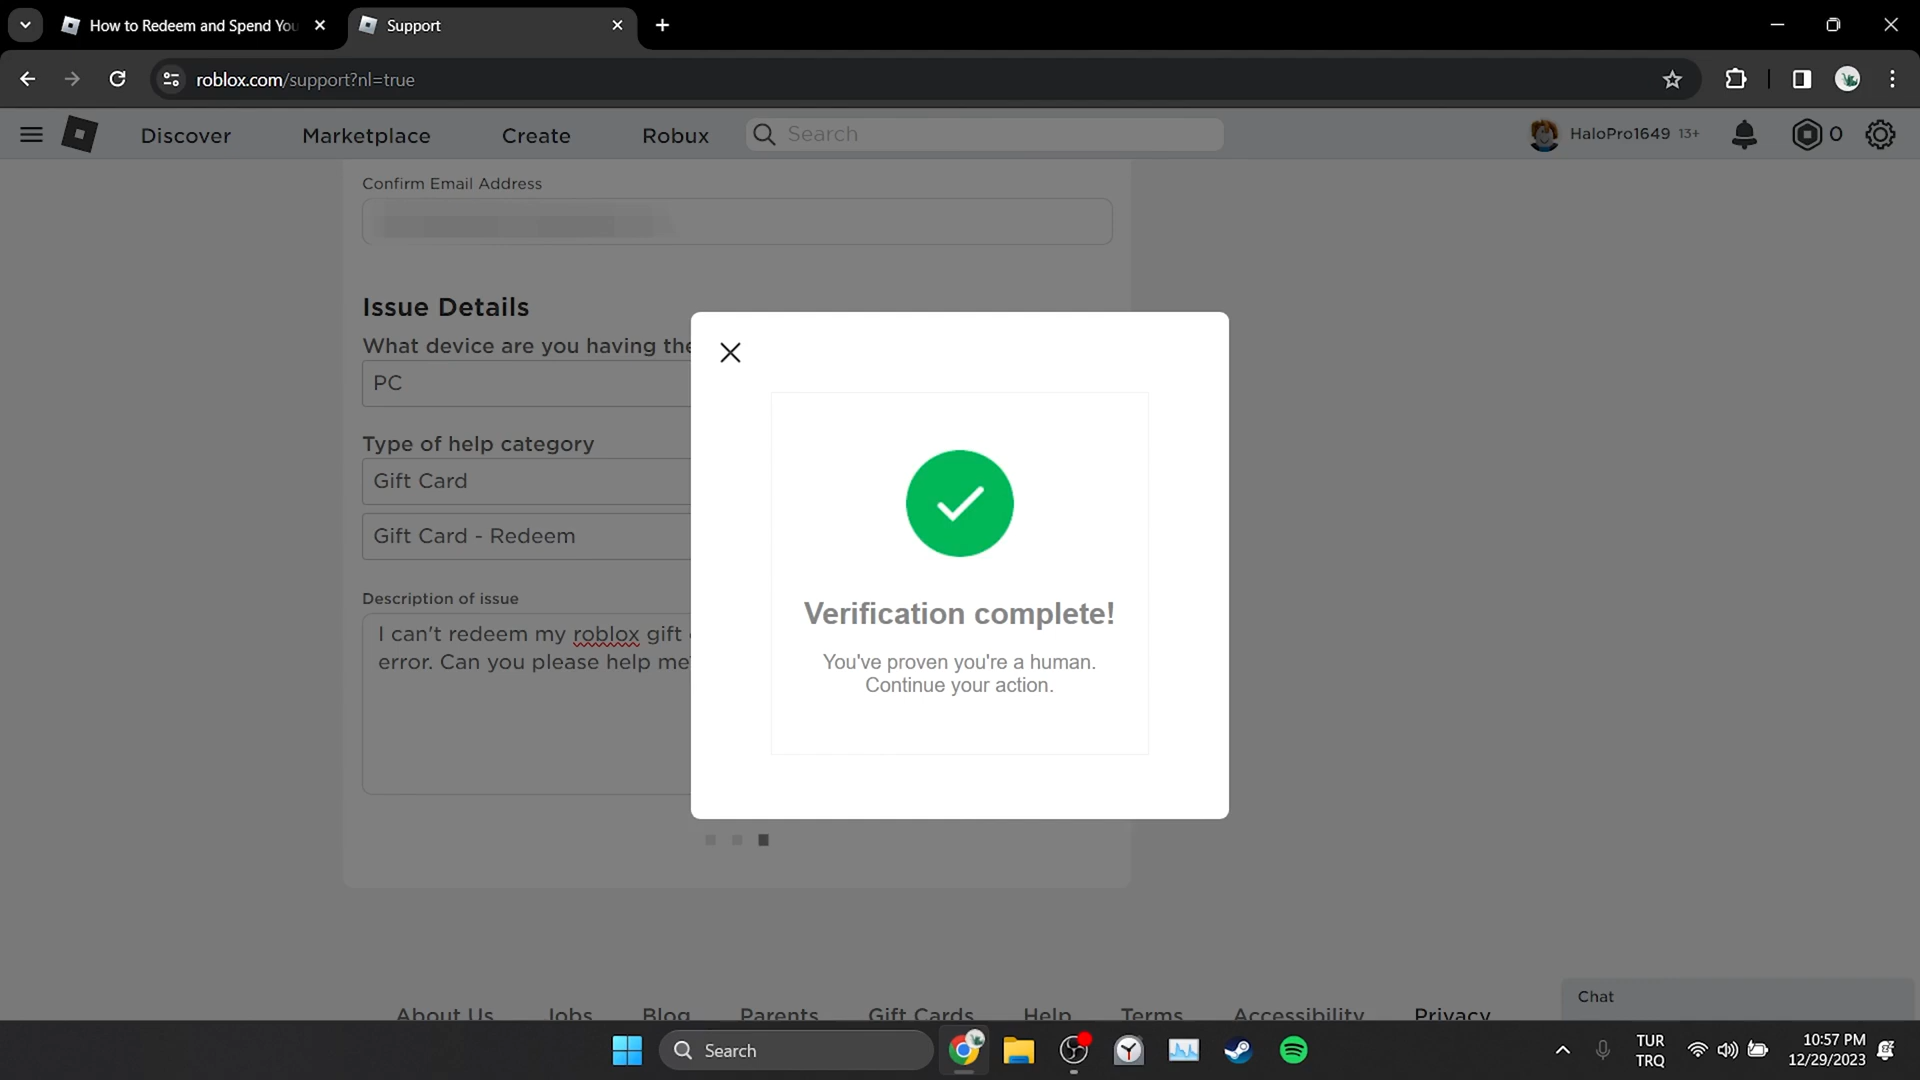 How to Redeem and Spend You
Support
roblox.com/support?nl=true
Discover
Marketplace
Create
Robux
Search
HaloPro1649 13+
0
Confirm Email Address
Issue Details
What device are you having the
PC
Type of help category
Gift Card
Gift Card - Redeem
Description of issue
I can't redeem my roblox gift
error. Can you please help me
Verification complete!
You've proven you're a human.
Continue your action.
Chat
About Us
Jobs
Blog
Parents
Gift Cards
Help
Terms
Accessibility
Privacy
Search
TUR
TRQ
10:57 PM
12/29/2023